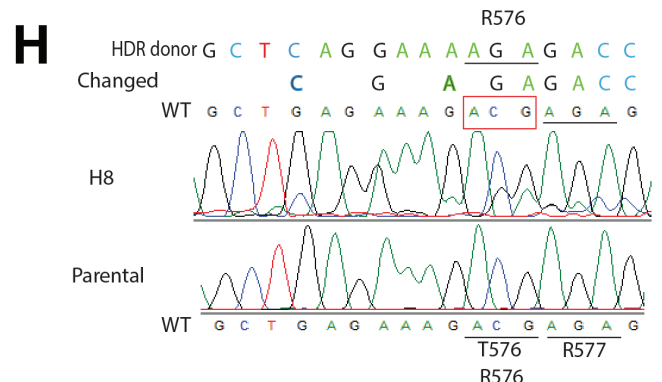 H
R576
HDR donor G C T C A G G A A A A G A G A C C
Changed C G A G A G A C C
WT G C T G A G A A A G A C G A G A G
H8
Parental
WT G C T G A G A A A G A C G A G A G
T576 R577
R576